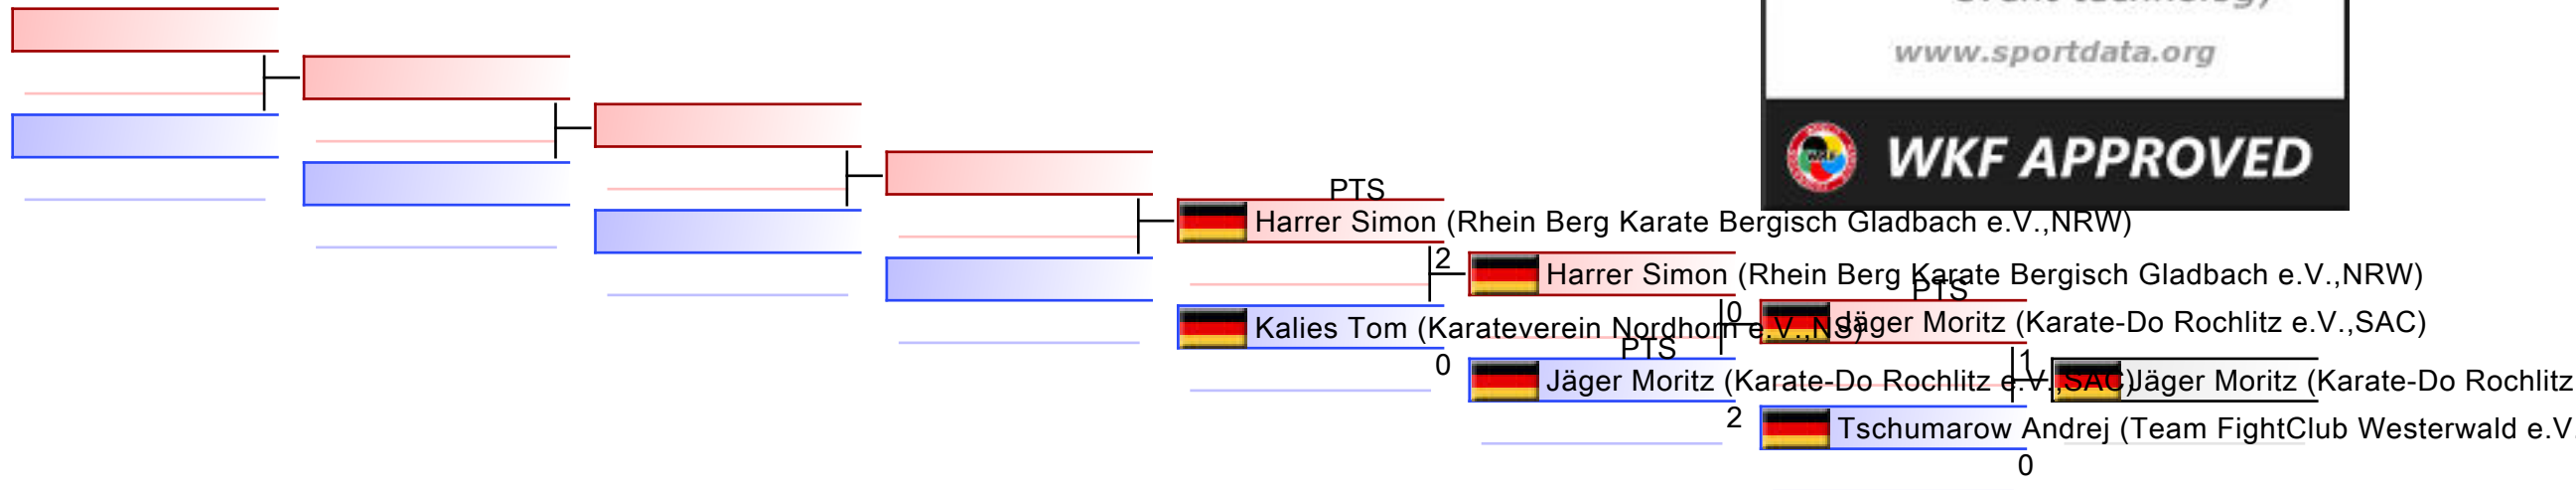 www.sportdata.org
WKF APPROVED
PTS
Harrer Simon (Rhein Berg Karate Bergisch Gladbach e.V.,NRW)
2
Harrer Simon (Rhein Berg Karate Bergisch Gladbach e.V.,NRW)
PTS
0
Jäger Moritz (Karate-Do Rochlitz e.V.,SAC)
Kalies Tom (Karateverein Nordhorn e.V.,NS)
PTS
0
1
Jäger Moritz (Karate-Do Rochlitz e.V.,SAC)
Jäger Moritz (Karate-Do Rochlitz
2
Tschumarow Andrej (Team FightClub Westerwald e.V.
0